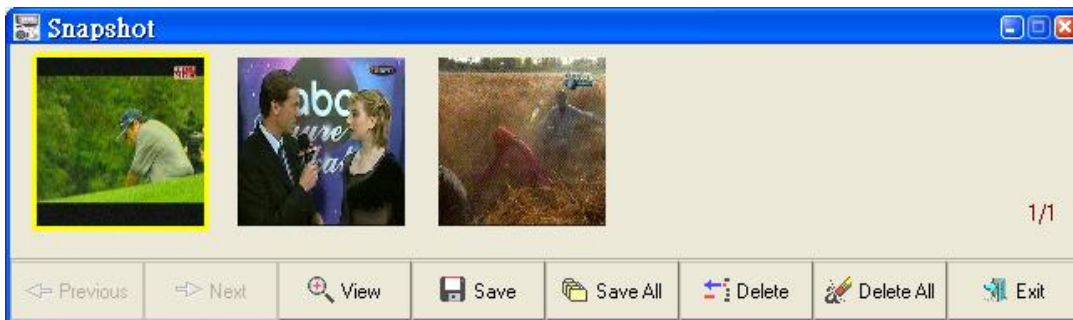 Snapshot
abc
1/1
Previous
Next
View
Save
Save All
Delete
Delete All
Exit